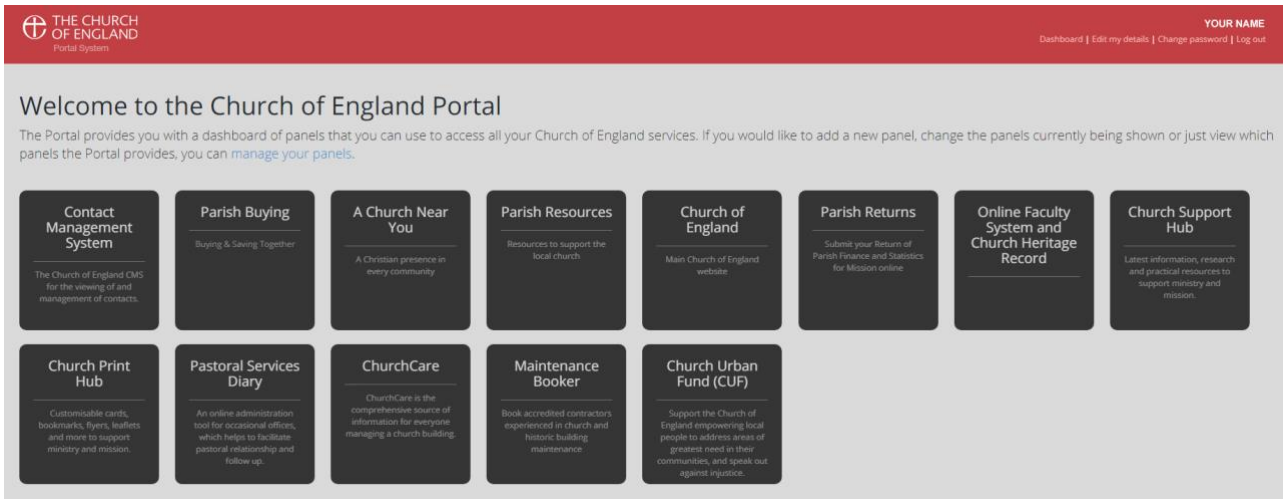 THE CHURCH
OF ENGLAND
Portal System
YOUR NAME
Dashboard | Edit my details | Change password | Log out
Welcome to the Church of England Portal
The Portal provides you with a dashboard of panels that you can use to access all your Church of England services. If you would like to add a new panel, change the panels currently being shown or just view which
panels the Portal provides, you can manage your panels.
Contact
Management
System
The Church of England CMS
for the viewing of and
management of contacts.
Parish Buying
Buying & Saving Together
A Church Near
You
A Christian presence in
every community
Parish Resources
Resources to support the
local church
Church of
England
Main Church of England
website
Parish Returns
Submit your Return of
Parish Finance and Statistics
for Mission online
Online Faculty
System and
Church Heritage
Record
Church Support
Hub
Latest information, research
and practical resources to
support ministry and
mission.
Church Print
Hub
Customisable cards,
bookmarks, flyers, leaflets
and more to support
ministry and mission.
Pastoral Services
Diary
An online administration
tool for occasional offices,
which helps to facilitate
pastoral relationship and
follow up.
ChurchCare
ChurchCare is the
comprehensive source of
information for everyone
managing a church building.
Maintenance
Booker
Book accredited contractors
experienced in church and
historic building
maintenance
Church Urban
Fund (CUF)
Support the Church of
England empowering local
people to address areas of
greatest need in their
communities, and speak out
against injustice.